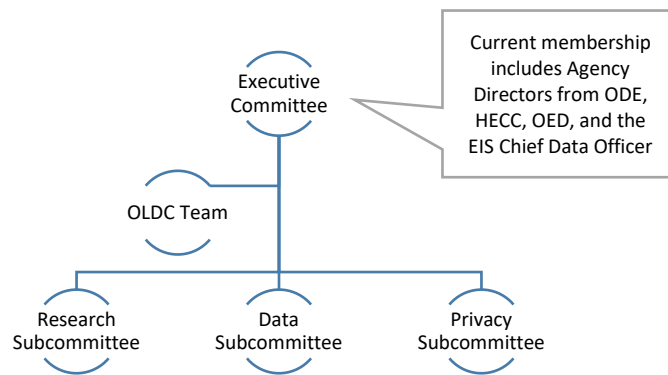 Executive
Committee
Current membership
includes Agency
Directors from ODE,
HECC, OED, and the
EIS Chief Data Officer
OLDC Team
Research
Subcommittee
Data
Subcommittee
Privacy
Subcommittee